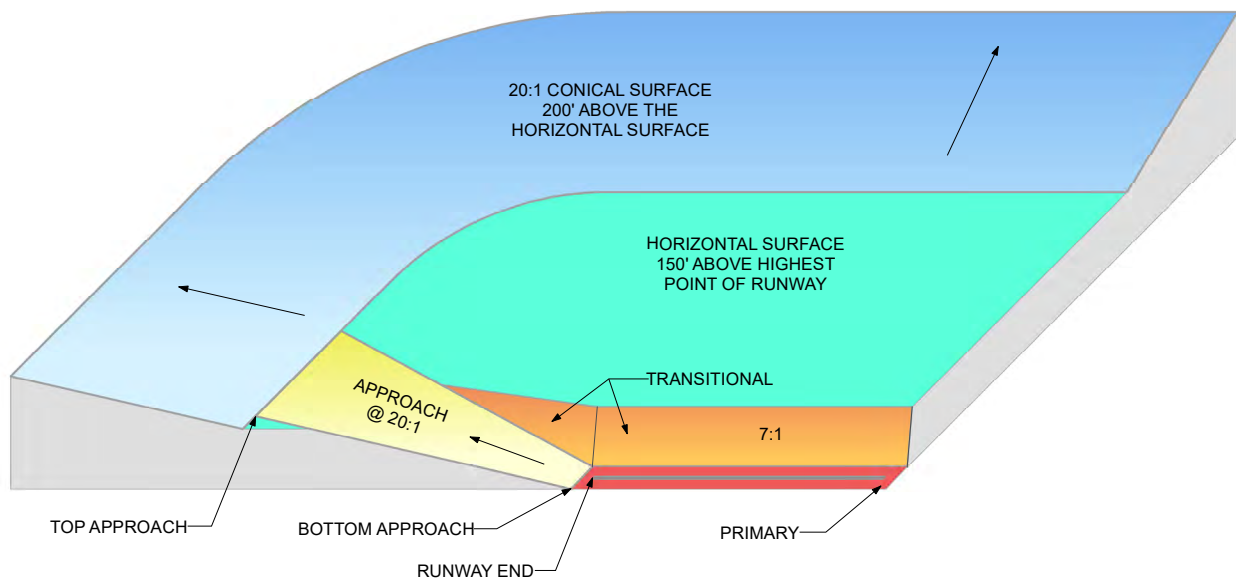 20:1 CONICAL SURFACE
200' ABOVE THE
HORIZONTAL SURFACE
HORIZONTAL SURFACE
150' ABOVE HIGHEST
POINT OF RUNWAY
TRANSITIONAL
APPROACH
@ 20:1
7:1
TOP APPROACH
BOTTOM APPROACH
PRIMARY
RUNWAY END